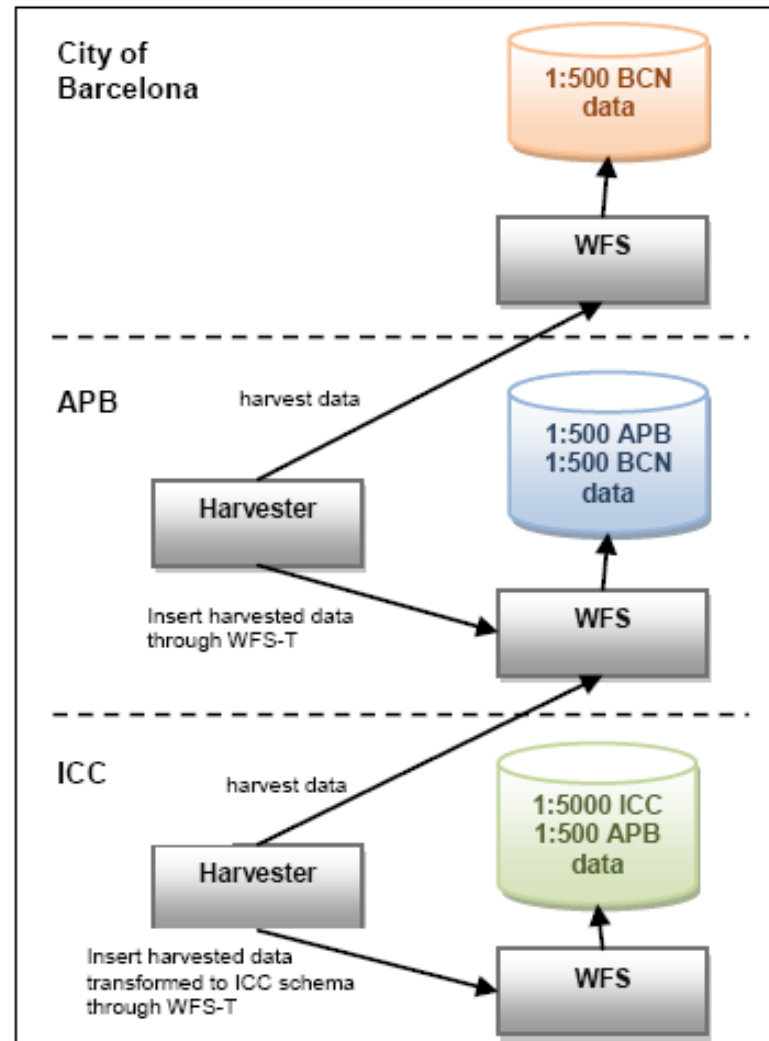 City of
Barcelona
1:500 BCN
data
WFS
APB
harvest data
1:500 APB
1:500 BCN
data
Harvester
Insert harvested data
through WFS-T
WFS
ICC
harvest data
1:5000 ICC
1:500 APB
data
Harvester
Insert harvested data
transformed to ICC schema
through WFS-T
WFS